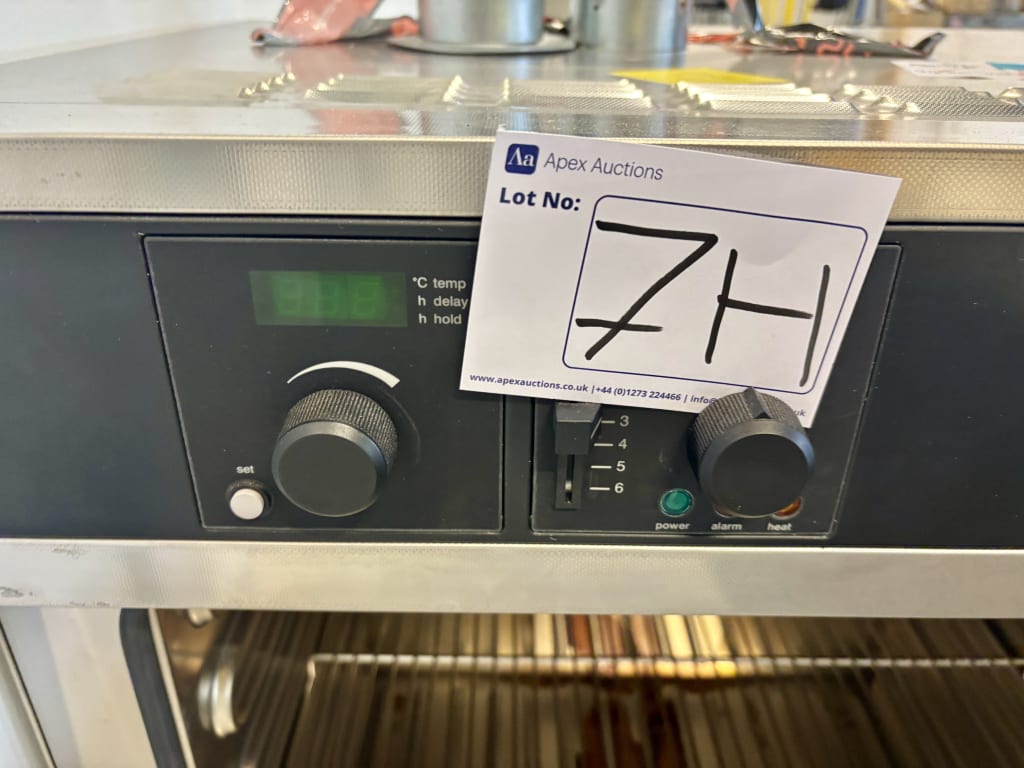 Aa Apex Auctions
Lot No:
7H
www.apexauctions.co.uk | +44 (0)1273 224466 | info@
uk
°C temp
h delay
h hold
set
3
4
5
6
power
alarm
heat